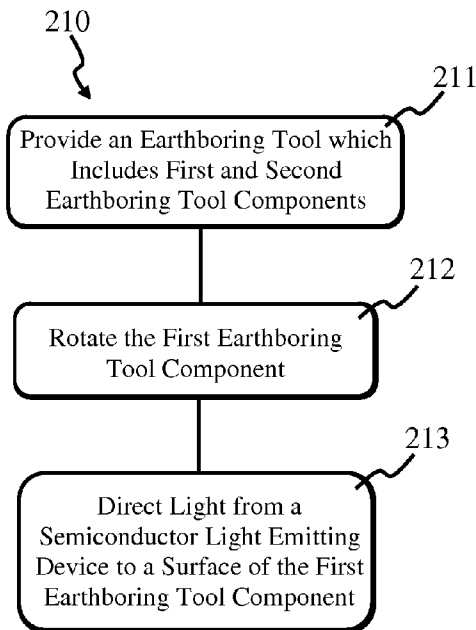 210
211
Provide an Earthboring Tool which
Includes First and Second
Earthboring Tool Components
212
Rotate the First Earthboring
Tool Component
213
Direct Light from a
Semiconductor Light Emitting
Device to a Surface of the First
Earthboring Tool Component